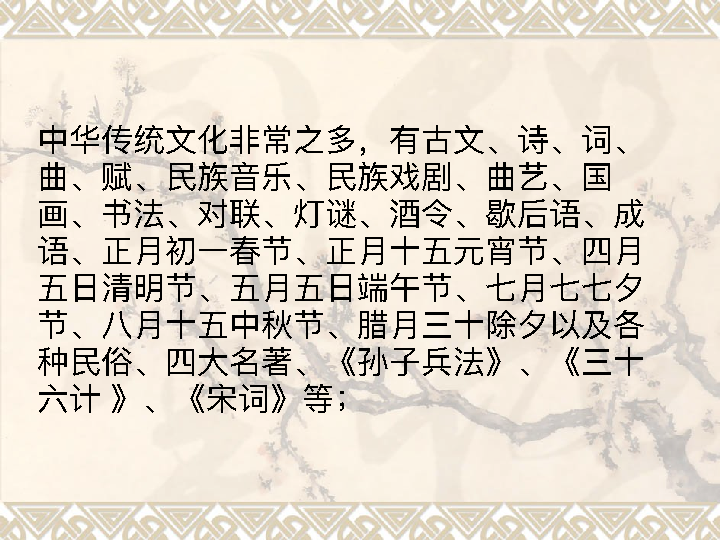 中华传统文化非常之多，有古文、诗、词、
曲、赋、民族音乐、民族戏剧、曲艺、国
画、书法、对联、灯谜、酒令、歇后语、成
语、正月初一春节、正月十五元宵节、四月
五日清明节、五月五日端午节、七月七七夕
节、八月十五中秋节、腊月三十除夕以及各
种民俗、四大名著、《孙子兵法》、《三十
六计 》、《宋词》等；